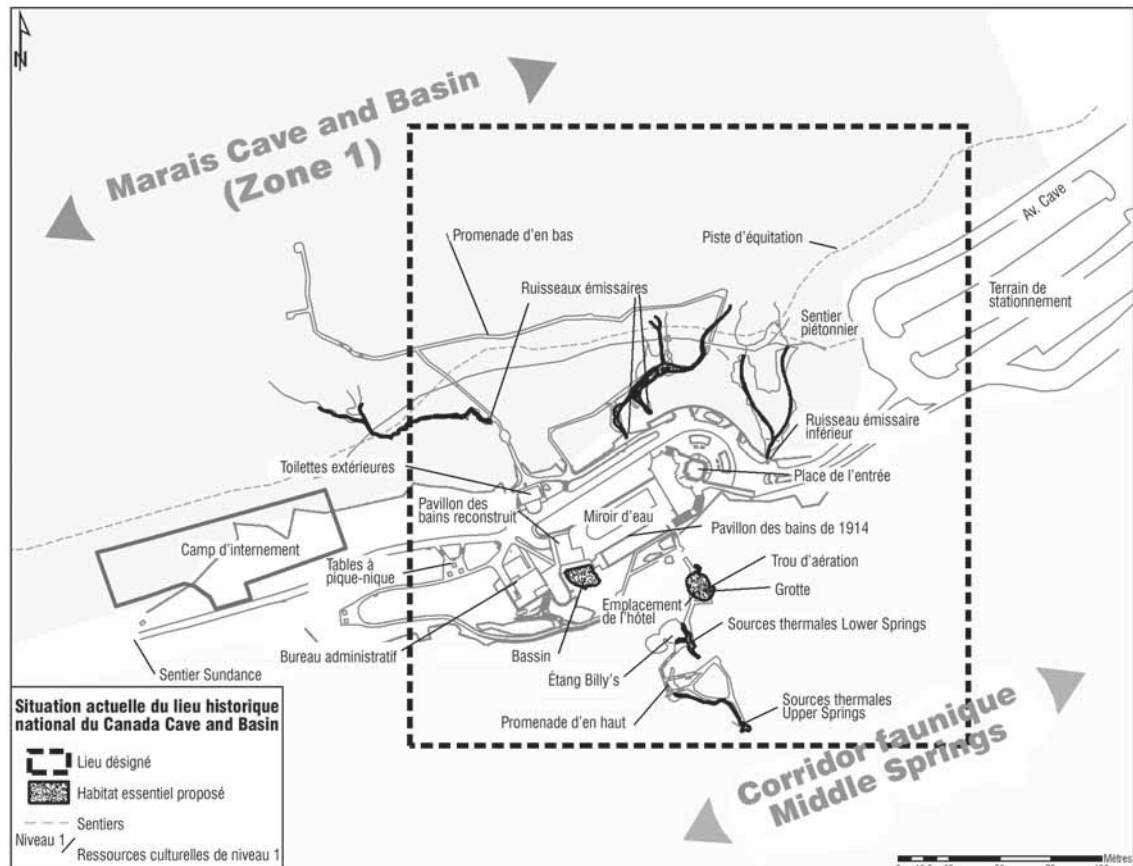 N
Marais Cave and Basin
(Zone 1)
Av. Cave
Promenade d'en bas
Piste d'équitation
Ruisseaux émissaires
Terrain de
stationnement
Sentier
piétonnier
Ruisseau émissaire
inférieur
Toilettes extérieures
Place de l'entrée
Pavillon des
bains reconstruit
Miroir d'eau
Pavillon des bains de 1914
Camp d'internement
Tables à
pique-nique
Trou d'aération
Grotte
Emplacement
de l'hôtel
Sources thermales Lower Springs
Bureau administratif
Bassin
Étang Billy's
Sentier Sundance
Promenade d'en haut
Sources thermales
Upper Springs
Corridor faunique
Middle Springs
Situation actuelle du lieu historique
national du Canada Cave and Basin
Lieu désigné
Habitat essentiel proposé
Sentiers
Niveau 1
Ressources culturelles de niveau 1
Mètres